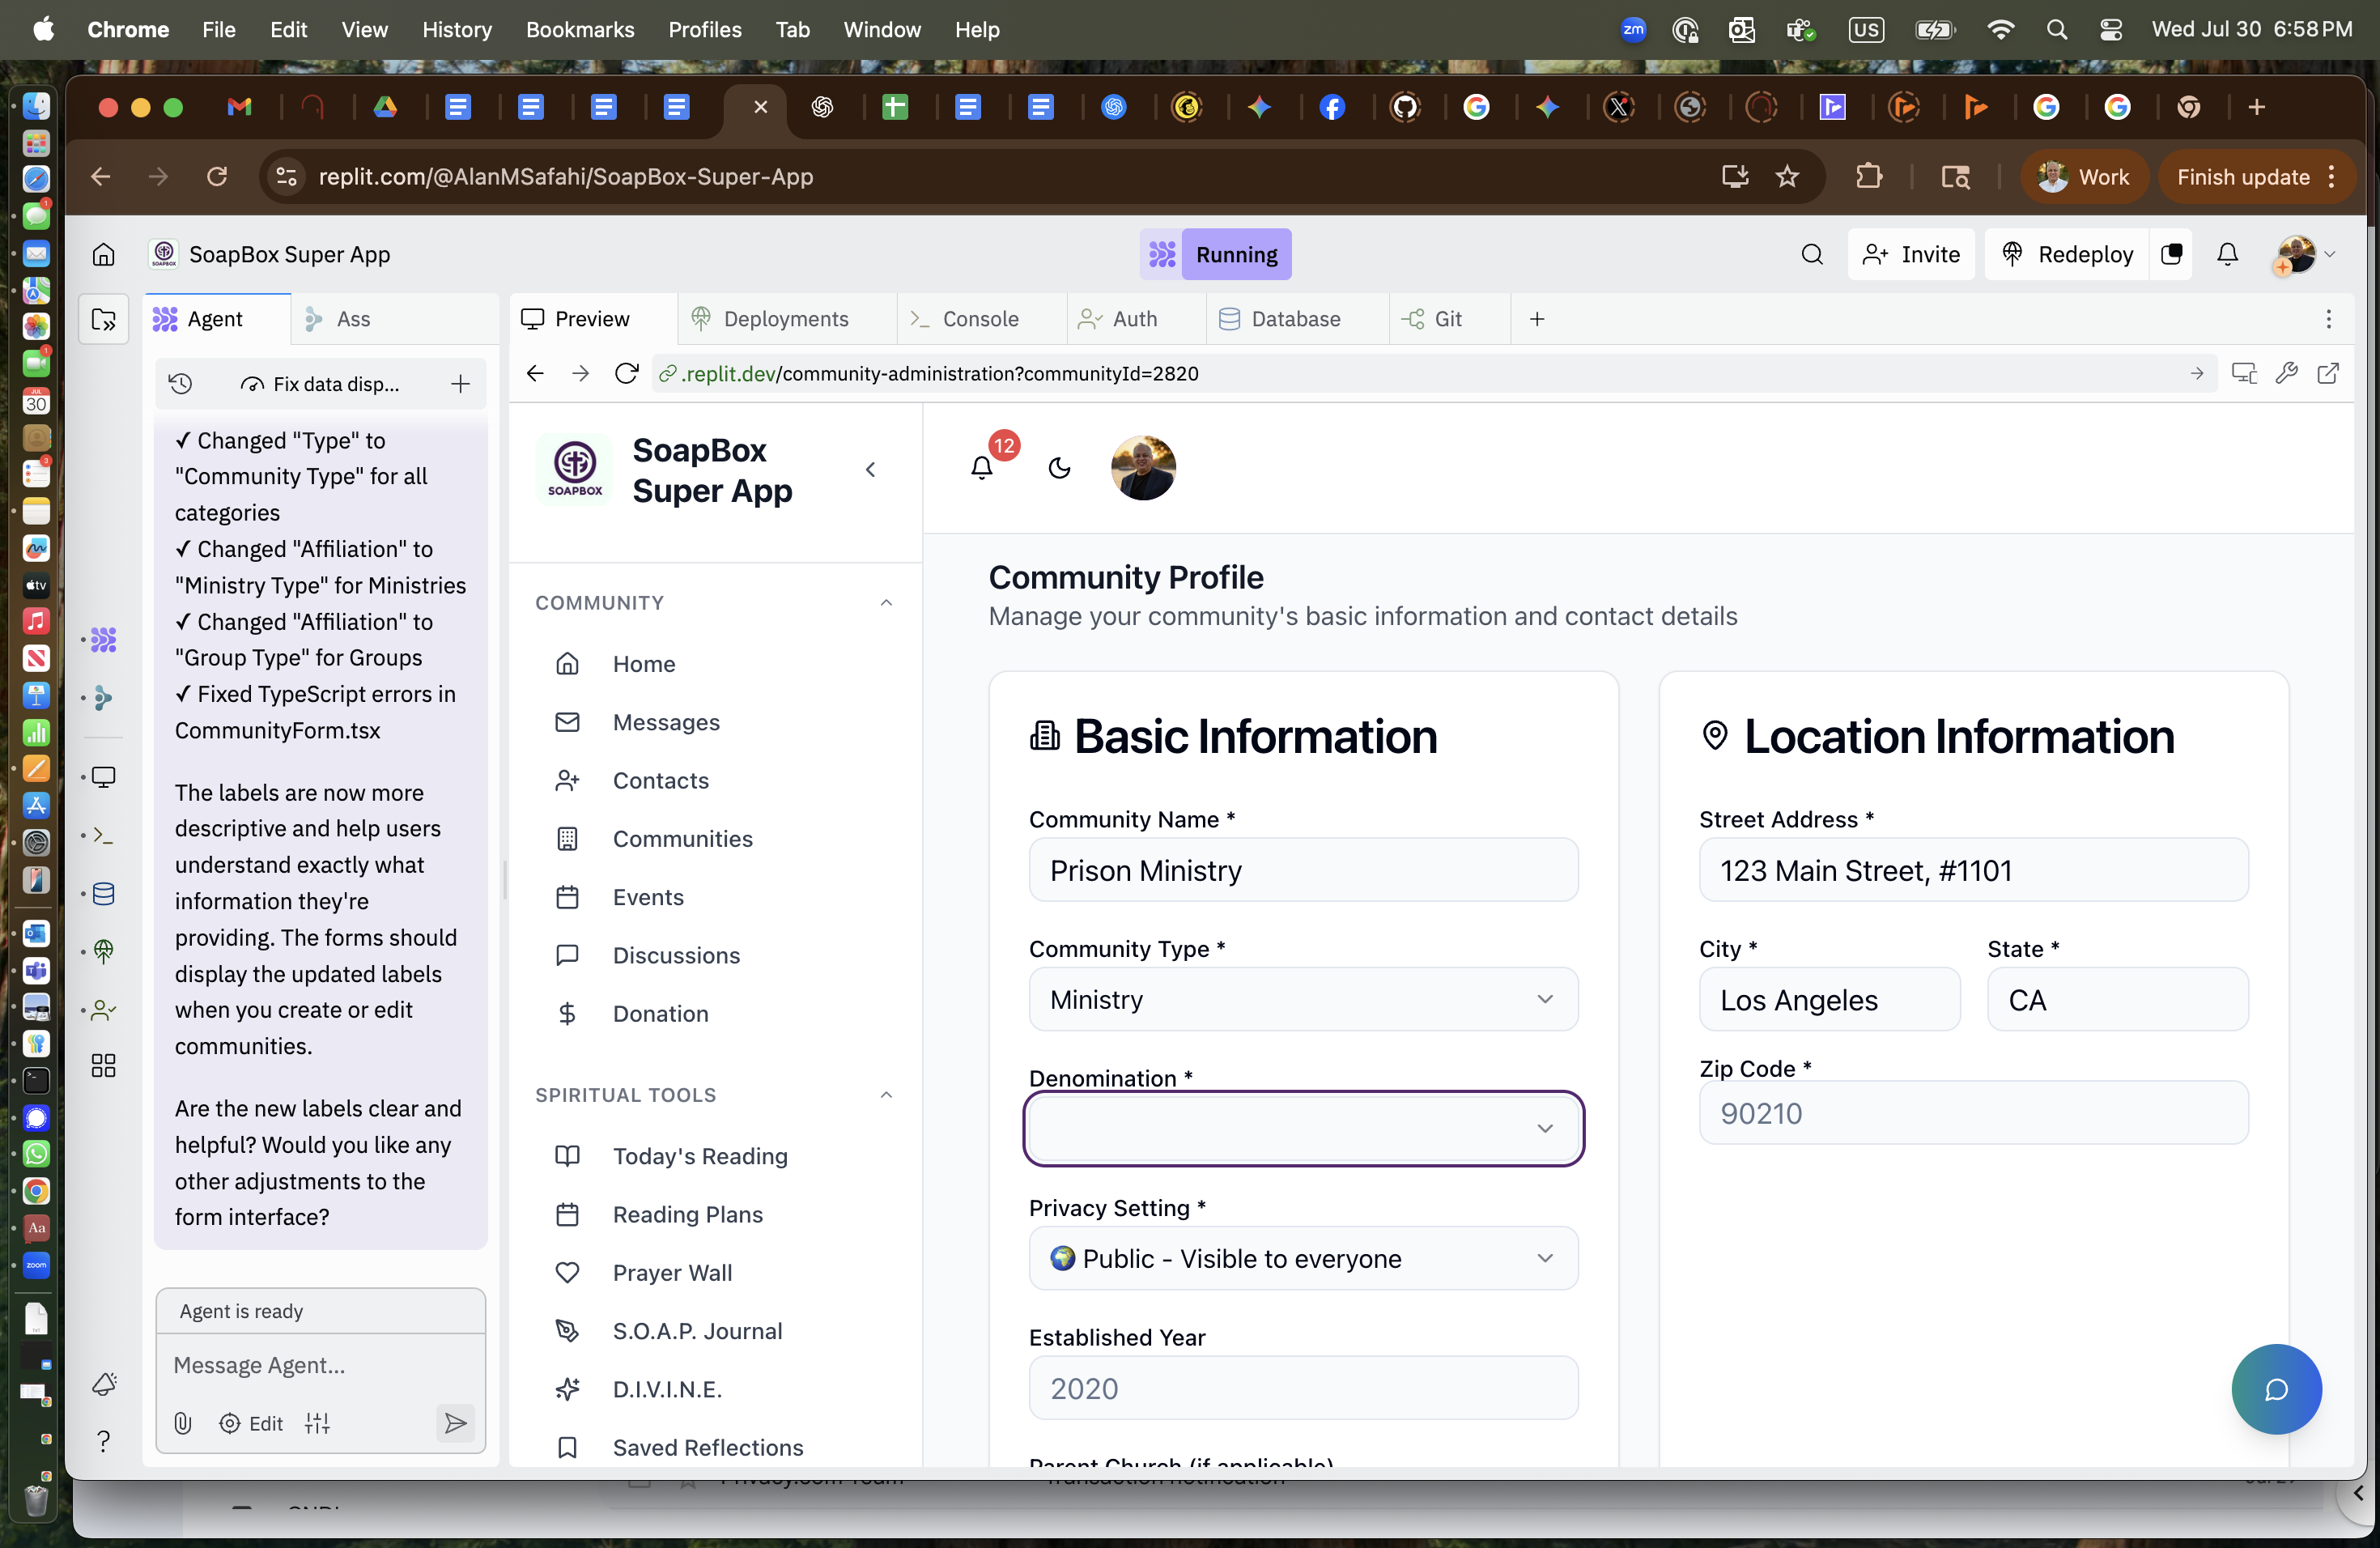 Chrome File Edit View History Bookmarks Profiles Tab Window Help
zm US Wed Jul 30 6:58 PM
replit.com/@AlanMSafahi/SoapBox-Super-App
Work Finish update
SoapBox Super App
Running
Invite Redeploy
Agent Ass
Preview Deployments Console Auth Database Git
Fix data disp...
.replit.dev/community-administration?communityId=2820
✓ Changed "Type" to
"Community Type" for all
categories
✓ Changed "Affiliation" to
"Ministry Type" for Ministries
✓ Changed "Affiliation" to
"Group Type" for Groups
✓ Fixed TypeScript errors in
CommunityForm.tsx
The labels are now more
descriptive and help users
understand exactly what
information they're
providing. The forms should
display the updated labels
when you create or edit
communities.
Are the new labels clear and
helpful? Would you like any
other adjustments to the
form interface?
Agent is ready
Message Agent...
Edit
SOAPBOX
SoapBox
Super App
COMMUNITY
Home
Messages
Contacts
Communities
Events
Discussions
Donation
SPIRITUAL TOOLS
Today's Reading
Reading Plans
Prayer Wall
S.O.A.P. Journal
D.I.V.I.N.E.
Saved Reflections
12
Community Profile
Manage your community's basic information and contact details
Basic Information
Community Name *
Prison Ministry
Community Type *
Ministry
Denomination *
Privacy Setting *
Public - Visible to everyone
Established Year
2020
Parent Church (if applicable)
Location Information
Street Address *
123 Main Street, #1101
City *
Los Angeles
State *
CA
Zip Code *
90210
JUL
30
tv
Aa
zoom